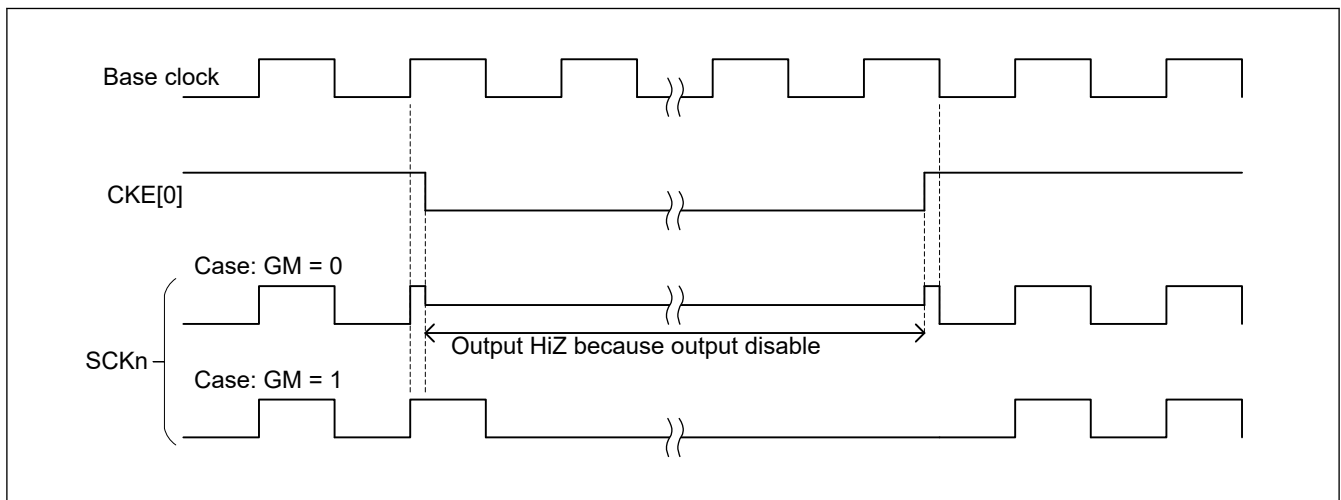 Base clock
CKE[0]
Case: GM = 0
Output HiZ because output disable
SCKn
Case: GM = 1